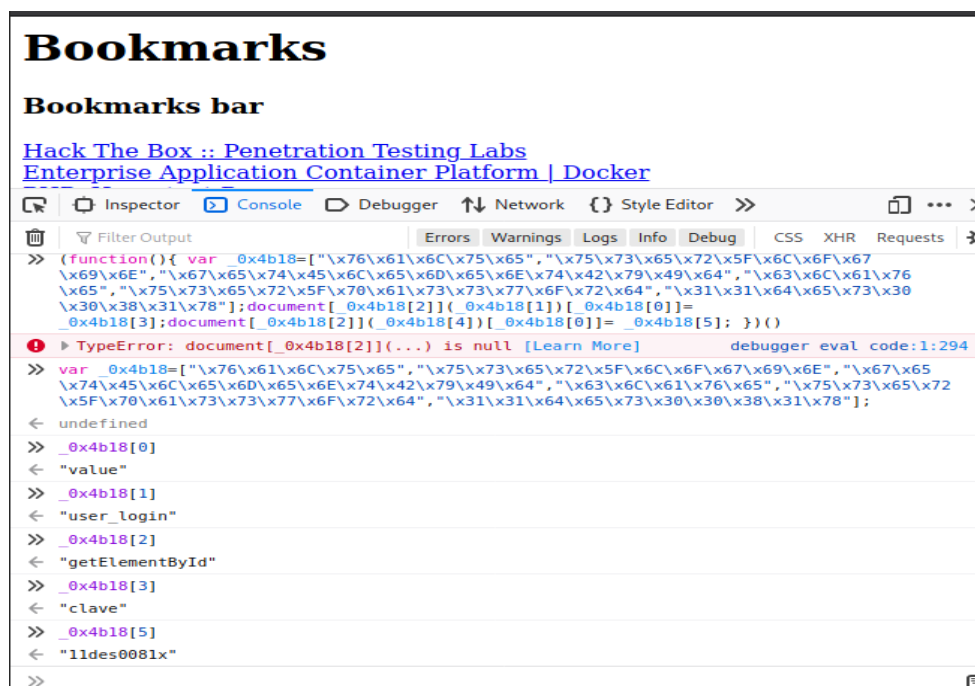 Bookmarks
Bookmarks bar
Hack The Box :: Penetration Testing Labs
Enterprise Application Container Platform | Docker
Inspector Console Debugger Network {} Style Editor
Filter Output Errors Warnings Logs Info Debug CSS XHR Requests
(function(){ var _0x4b18=["\x76\x61\x6C\x75\x65","\x75\x73\x65\x72\x5F\x6C\x6F\x67
\x69\x6E","\x67\x65\x74\x45\x6C\x65\x6D\x65\x6E\x74\x42\x79\x49\x64","\x63\x6C\x61\x76
\x65","\x75\x73\x65\x72\x5F\x70\x61\x73\x73\x77\x6F\x72\x64","\x31\x31\x64\x65\x73\x30
\x30\x38\x31\x78"];document[_0x4b18[2]](_0x4b18[1])[_0x4b18[0]]=
_0x4b18[3];document[_0x4b18[2]](_0x4b18[4])[_0x4b18[0]]= _0x4b18[5]; })()
TypeError: document[_0x4b18[2]](...) is null [Learn More] debugger eval code:1:294
var _0x4b18=["\x76\x61\x6C\x75\x65","\x75\x73\x65\x72\x5F\x6C\x6F\x67\x69\x6E","\x67\x65
\x74\x45\x6C\x65\x6D\x65\x6E\x74\x42\x79\x49\x64","\x63\x6C\x61\x76\x65","\x75\x73\x65\x72
\x5F\x70\x61\x73\x73\x77\x6F\x72\x64","\x31\x31\x64\x65\x73\x30\x30\x38\x31\x78"];
undefined
_0x4b18[0]
"value"
_0x4b18[1]
"user_login"
_0x4b18[2]
"getElementById"
_0x4b18[3]
"clave"
_0x4b18[5]
"11des0081x"